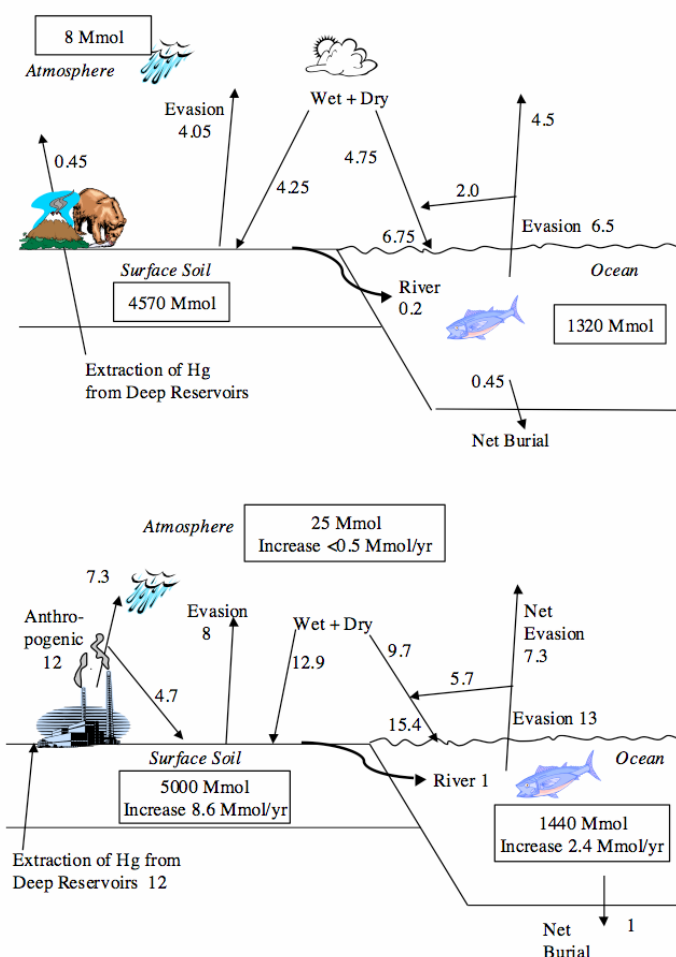 8 Mmol
Atmosphere
Evasion
4.05
Wet + Dry
4.5
0.45
4.75
4.25
2.0
6.75
Evasion 6.5
Surface Soil
4570 Mmol
River
0.2
Ocean
1320 Mmol
Extraction of Hg
from Deep Reservoirs
0.45
Net Burial
Atmosphere
25 Mmol
Increase <0.5 Mmol/yr
7.3
Anthro-
pogenic
12
Evasion
8
Wet + Dry
Net
Evasion
7.3
12.9
9.7
5.7
4.7
15.4
Evasion 13
Surface Soil
5000 Mmol
Increase 8.6 Mmol/yr
River 1
Ocean
1440 Mmol
Increase 2.4 Mmol/yr
Extraction of Hg from
Deep Reservoirs 12
Net
Burial
1